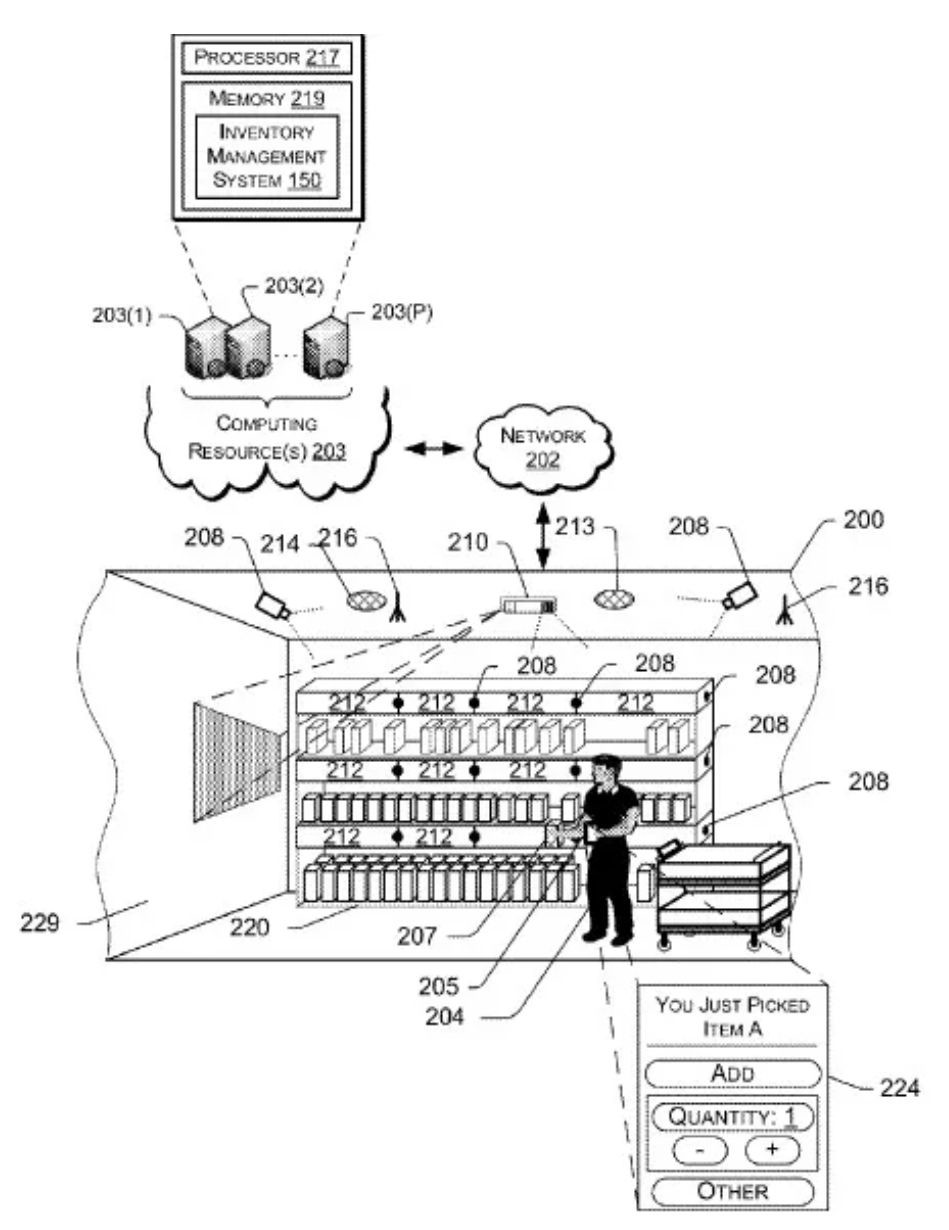 PROCESSOR 217
MEMORY 219
INVENTORY
MANAGEMENT
SYSTEM 150
203(2)
203(1)
203(P)
COMPUTING
RESOURCE(S) 203
NETWORK
202
200
208
214
216
210
213
208
216
208
208
208
212
212
212
212
208
212
212
212
208
212
212
229
220
207
205
204
YOU JUST PICKED
ITEM A
ADD
224
QUANTITY: 1
-
+
OTHER